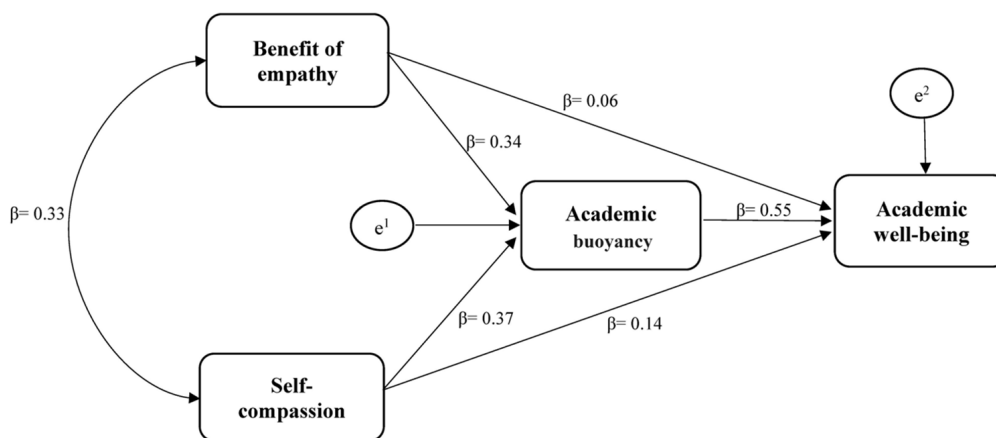 Benefit of
empathy
e²
β= 0.06
β= 0.34
β= 0.33
e¹
Academic
buoyancy
β= 0.55
Academic
well-being
β= 0.37
β= 0.14
Self-
compassion